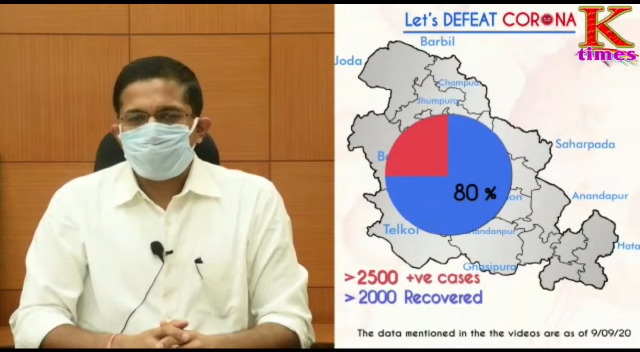 Let's DEFEAT CORONA
K
times
Barbil
Joda
Champua
Jhumpura
Saharpada
80 %
Anandapur
Telkoi
Ghasipura
>2500 +ve cases
>2000 Recovered
The data mentioned in the the videos are as of 9/09/20